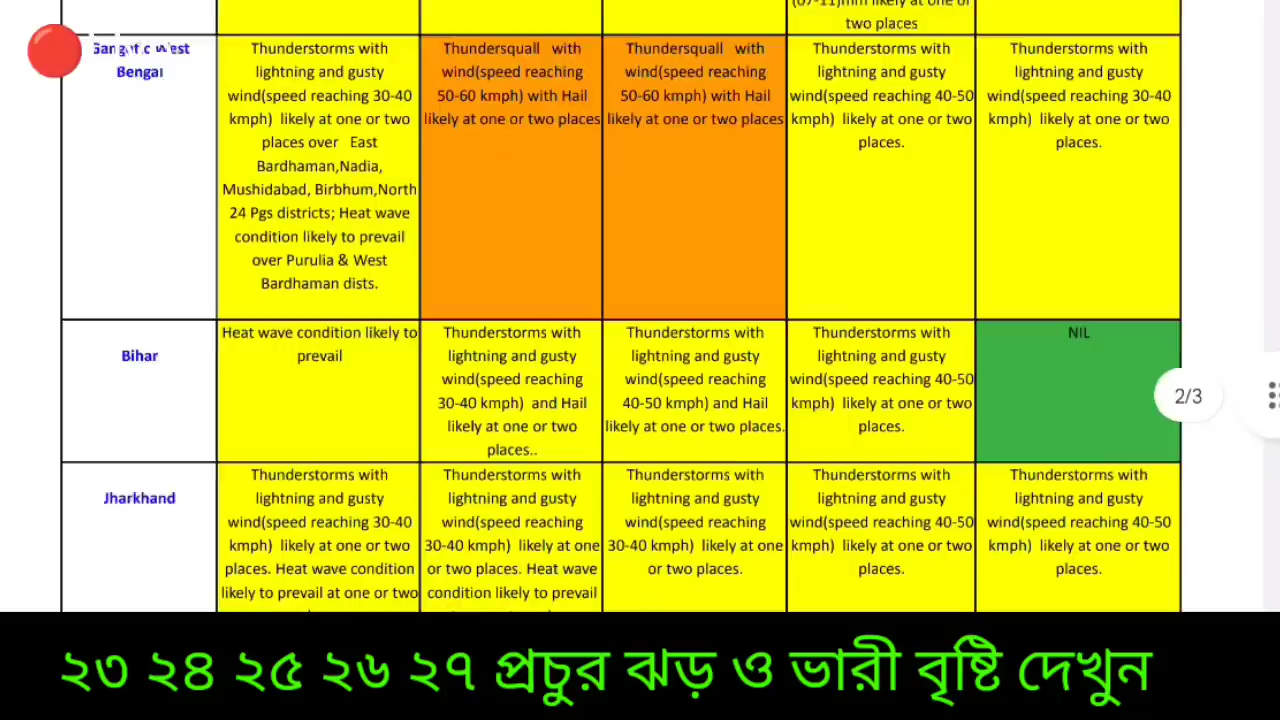 (07-11)mm likely at one or
two places
Gangetic West
Bengal
Thunderstorms with
lightning and gusty
wind(speed reaching 30-40
kmph) likely at one or two
places over East
Bardhaman,Nadia,
Mushidabad, Birbhum,North
24 Pgs districts; Heat wave
condition likely to prevail
over Purulia & West
Bardhaman dists.
Thundersquall with
wind(speed reaching
50-60 kmph) with Hail
likely at one or two places
Thundersquall with
wind(speed reaching
50-60 kmph) with Hail
likely at one or two places
Thunderstorms with
lightning and gusty
wind(speed reaching 40-50
kmph) likely at one or two
places.
Thunderstorms with
lightning and gusty
wind(speed reaching 30-40
kmph) likely at one or two
places.
Bihar
Heat wave condition likely to
prevail
Thunderstorms with
lightning and gusty
wind(speed reaching
30-40 kmph) and Hail
likely at one or two
places..
Thunderstorms with
lightning and gusty
wind(speed reaching
40-50 kmph) and Hail
likely at one or two places.
Thunderstorms with
lightning and gusty
wind(speed reaching 40-50
kmph) likely at one or two
places.
NIL
2/3
Jharkhand
Thunderstorms with
lightning and gusty
wind(speed reaching 30-40
kmph) likely at one or two
places. Heat wave condition
likely to prevail at one or two
Thunderstorms with
lightning and gusty
wind(speed reaching
30-40 kmph) likely at one
or two places. Heat wave
condition likely to prevail
Thunderstorms with
lightning and gusty
wind(speed reaching
30-40 kmph) likely at one
or two places.
Thunderstorms with
lightning and gusty
wind(speed reaching 40-50
kmph) likely at one or two
places.
Thunderstorms with
lightning and gusty
wind(speed reaching 40-50
kmph) likely at one or two
places.
২৩ ২৪ ২৫ ২৬ ২৭ প্রচুর ঝড় ও ভারী বৃষ্টি দেখুন